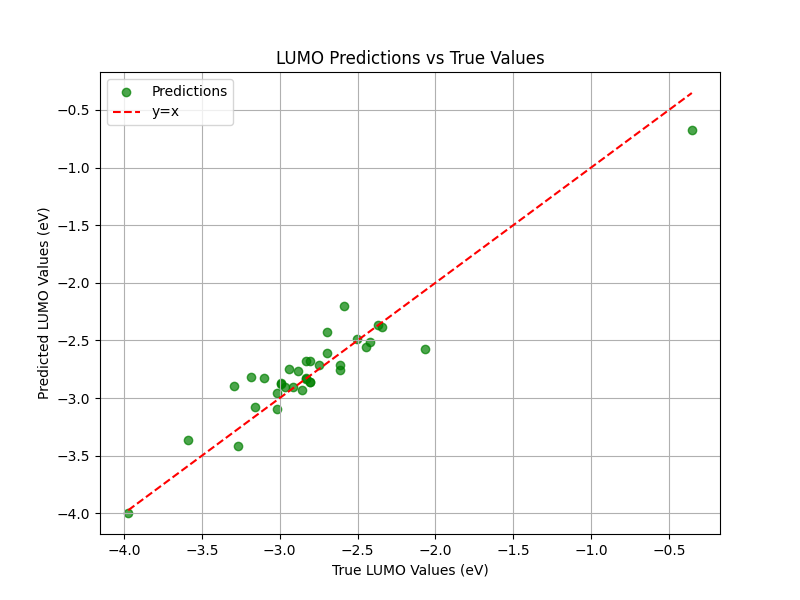 LUMO Predictions vs True Values
Predictions
y=x
−0.5
−1.0
−1.5
−2.0
−2.5
−3.0
−3.5
−4.0
Predicted LUMO Values (eV)
−4.0 −3.5 −3.0 −2.5 −2.0 −1.5 −1.0 −0.5
True LUMO Values (eV)